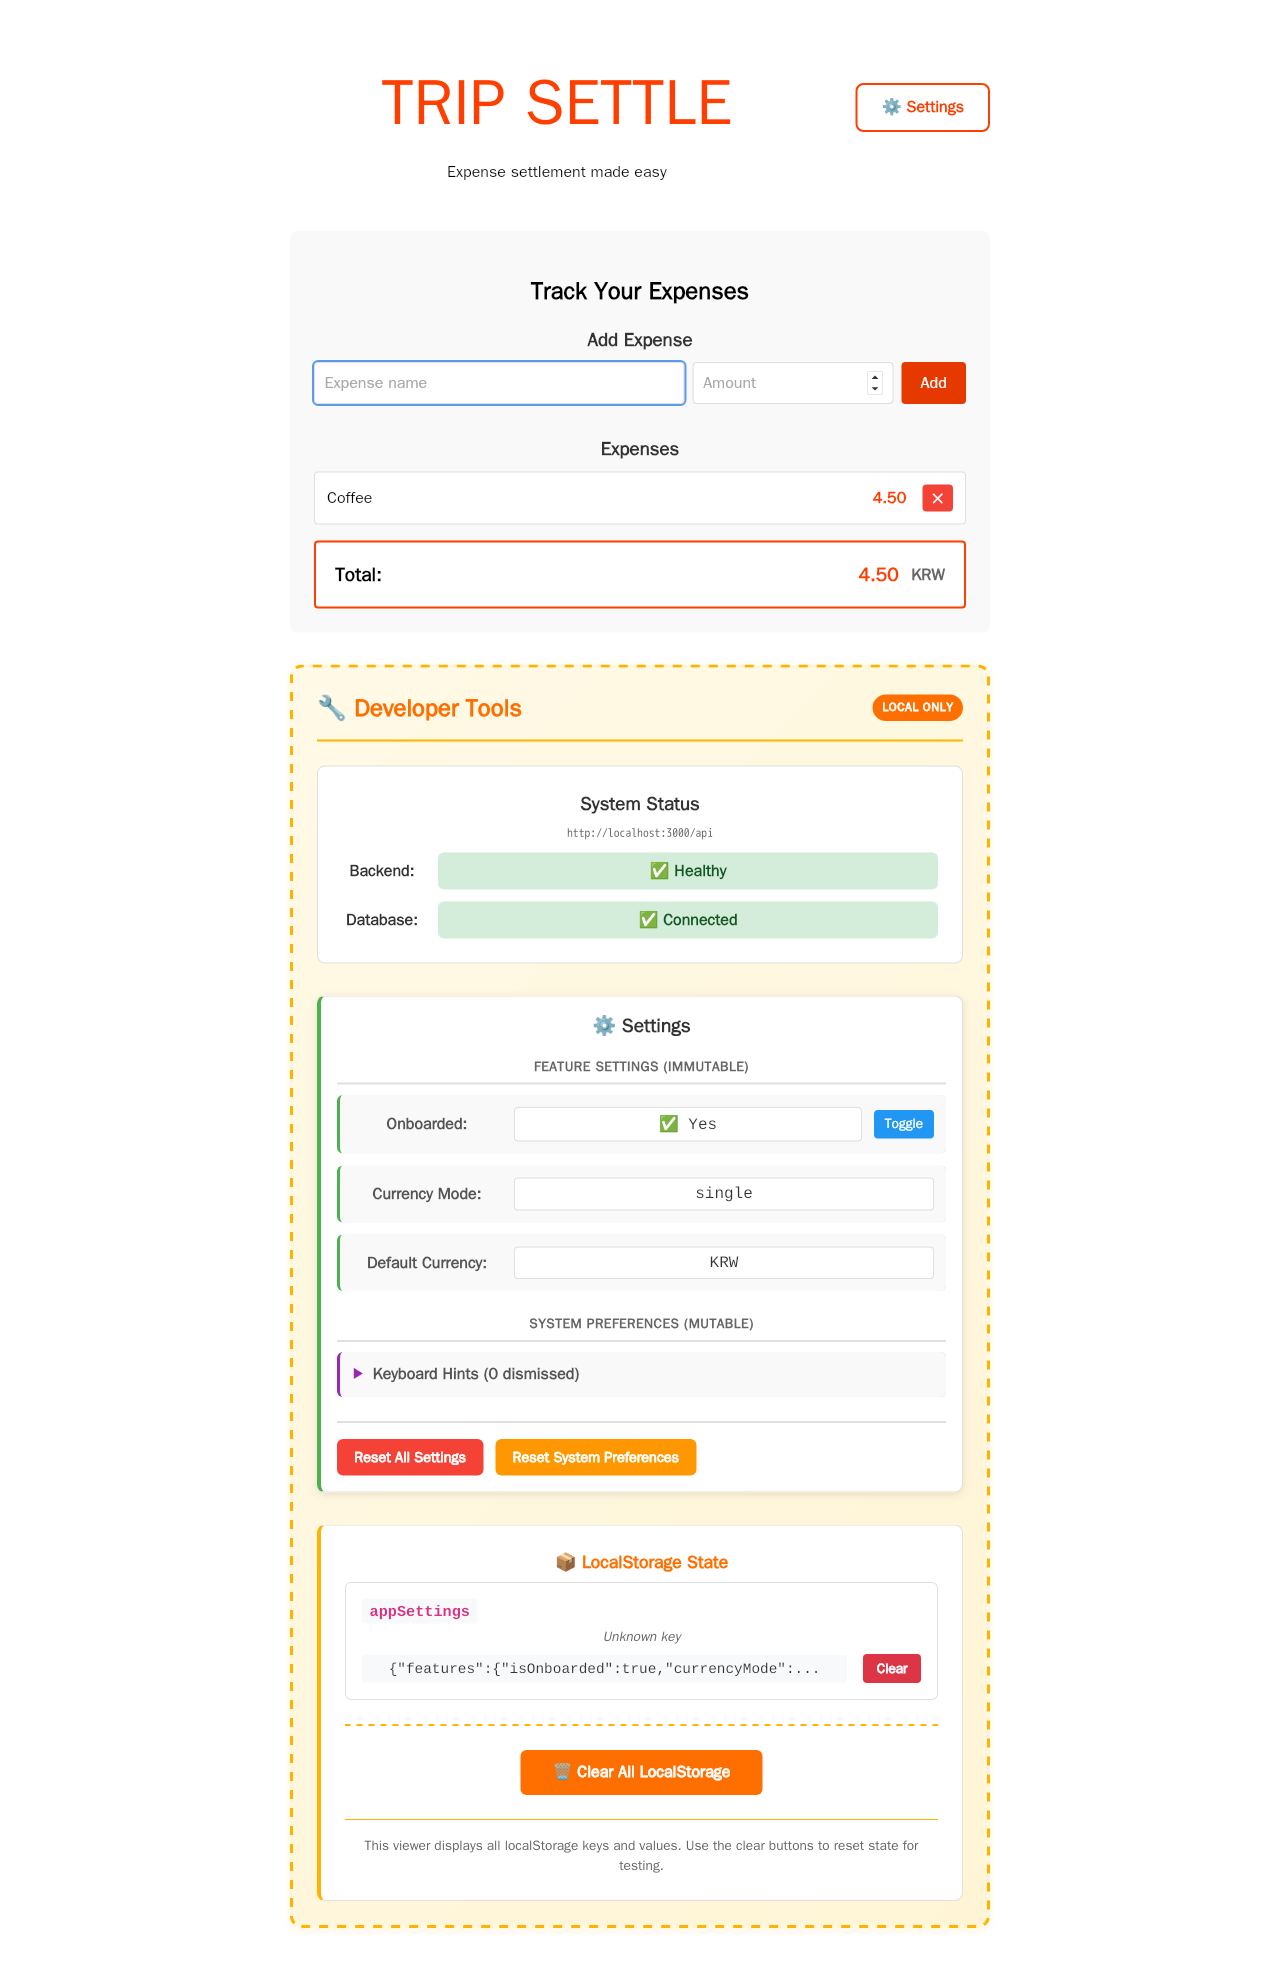 TRIP SETTLE
⚙️ Settings
Expense settlement made easy
Track Your Expenses
Add Expense
Expense name
Amount
Add
Expenses
Coffee
4.50
×
Total:
4.50 KRW
🔧 Developer Tools
LOCAL ONLY
System Status
http://localhost:3000/api
Backend:
✅ Healthy
Database:
✅ Connected
⚙️ Settings
FEATURE SETTINGS (IMMUTABLE)
Onboarded:
✅ Yes
Toggle
Currency Mode:
single
Default Currency:
KRW
SYSTEM PREFERENCES (MUTABLE)
▶ Keyboard Hints (0 dismissed)
Reset All Settings
Reset System Preferences
📦 LocalStorage State
appSettings
Unknown key
{"features":{"isOnboarded":true,"currencyMode":...
Clear
🗑️ Clear All LocalStorage
This viewer displays all localStorage keys and values. Use the clear buttons to reset state for
testing.